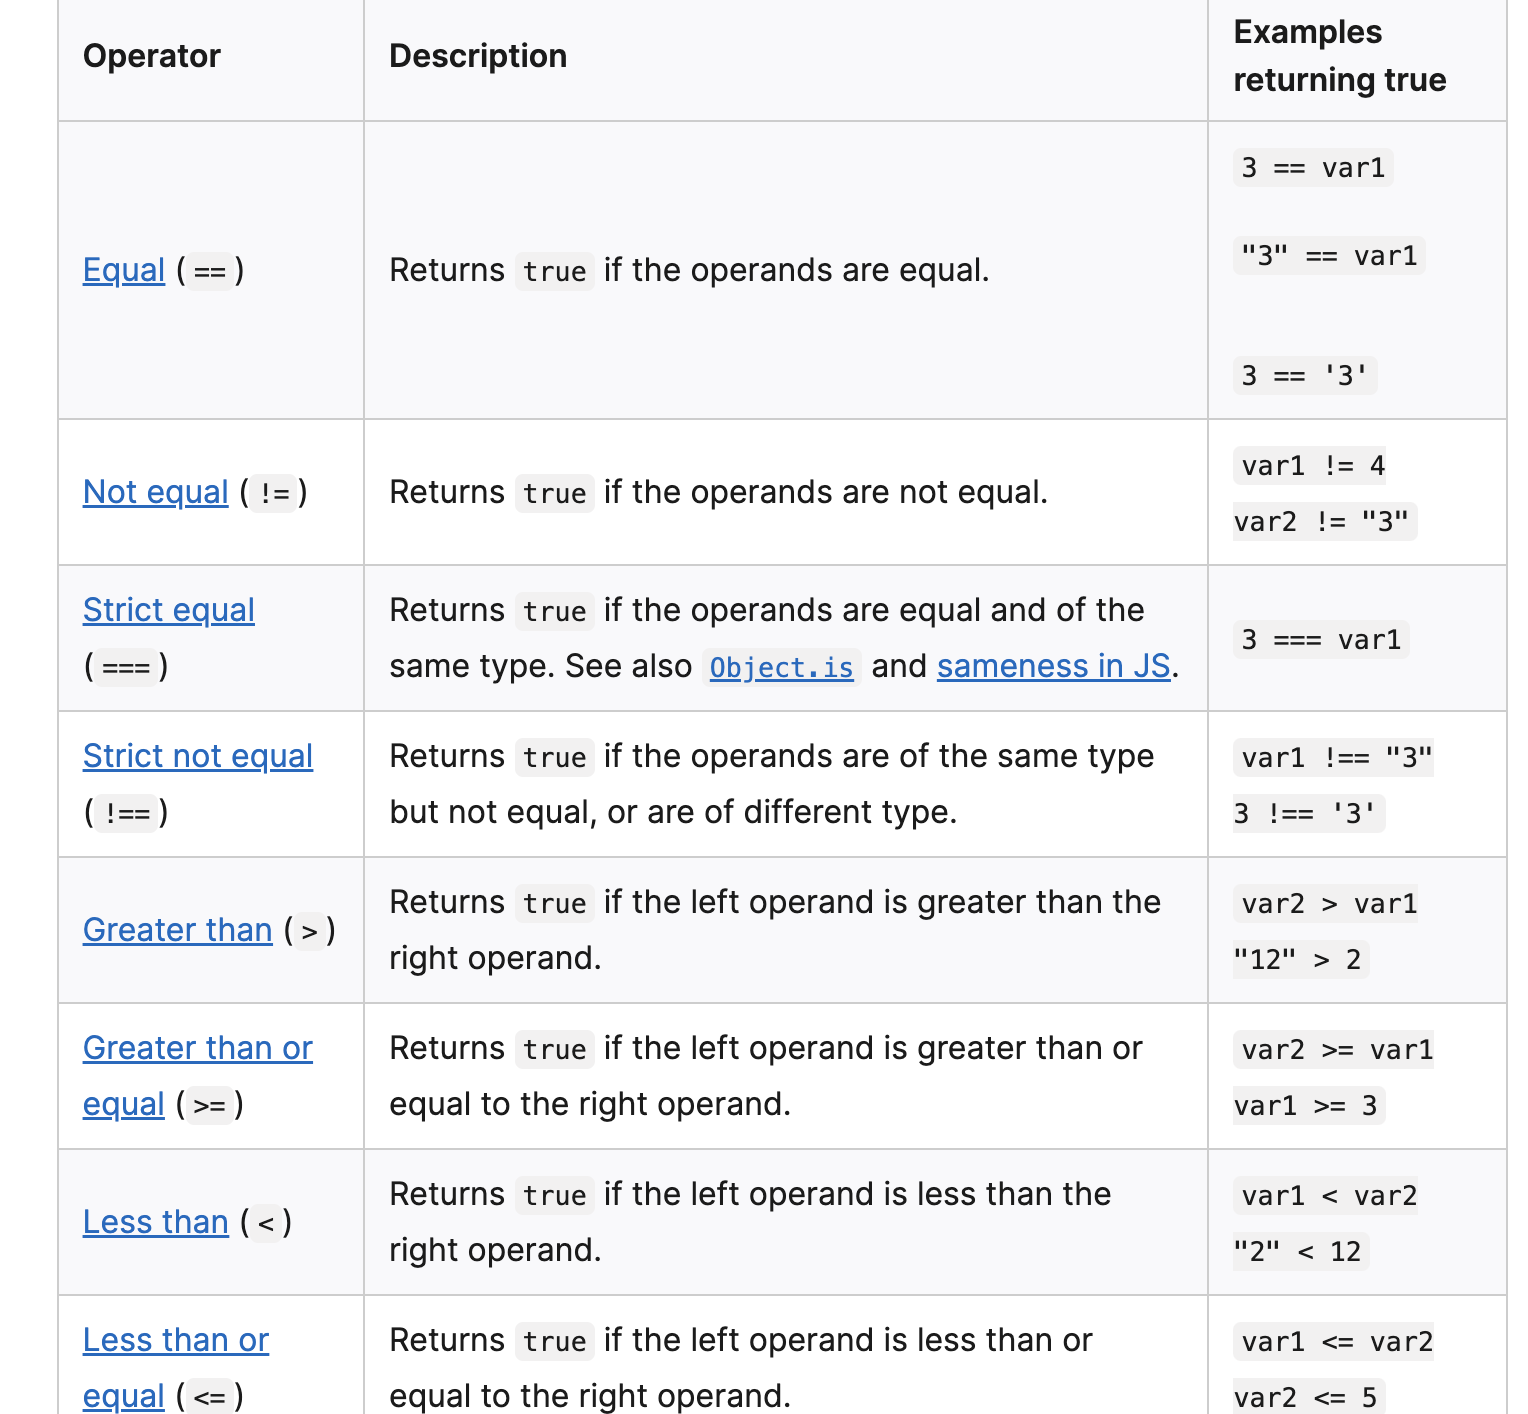 Operator
Description
Examples
returning true
Equal (==)
Returns true if the operands are equal.
3 == var1
"3" == var1
3 == '3'
Not equal (!=)
Returns true if the operands are not equal.
var1 != 4
var2 != "3"
Strict equal
(===)
Returns true if the operands are equal and of the
same type. See also Object.is and sameness in JS.
3 === var1
Strict not equal
(!==)
Returns true if the operands are of the same type
but not equal, or are of different type.
var1 !== "3"
3 !== '3'
Greater than (>)
Returns true if the left operand is greater than the
right operand.
var2 > var1
"12" > 2
Greater than or
equal (>=)
Returns true if the left operand is greater than or
equal to the right operand.
var2 >= var1
var1 >= 3
Less than (<)
Returns true if the left operand is less than the
right operand.
var1 < var2
"2" < 12
Less than or
equal (<=)
Returns true if the left operand is less than or
equal to the right operand.
var1 <= var2
var2 <= 5